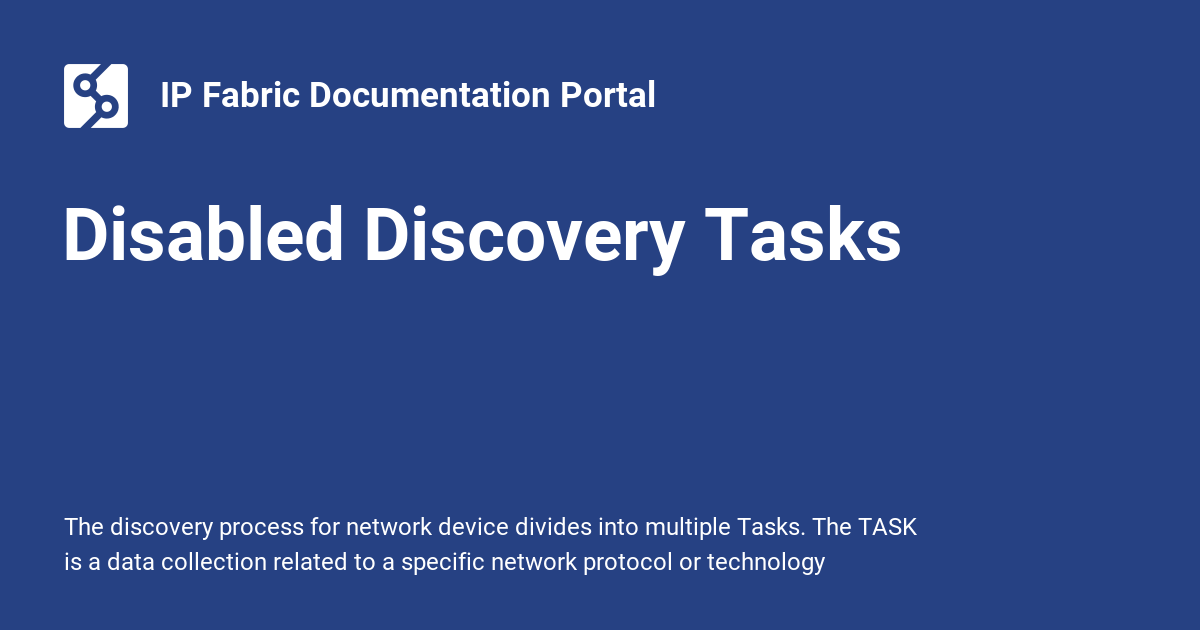 IP Fabric Documentation Portal
Disabled Discovery Tasks
The discovery process for network device divides into multiple Tasks. The TASK
is a data collection related to a specific network protocol or technology